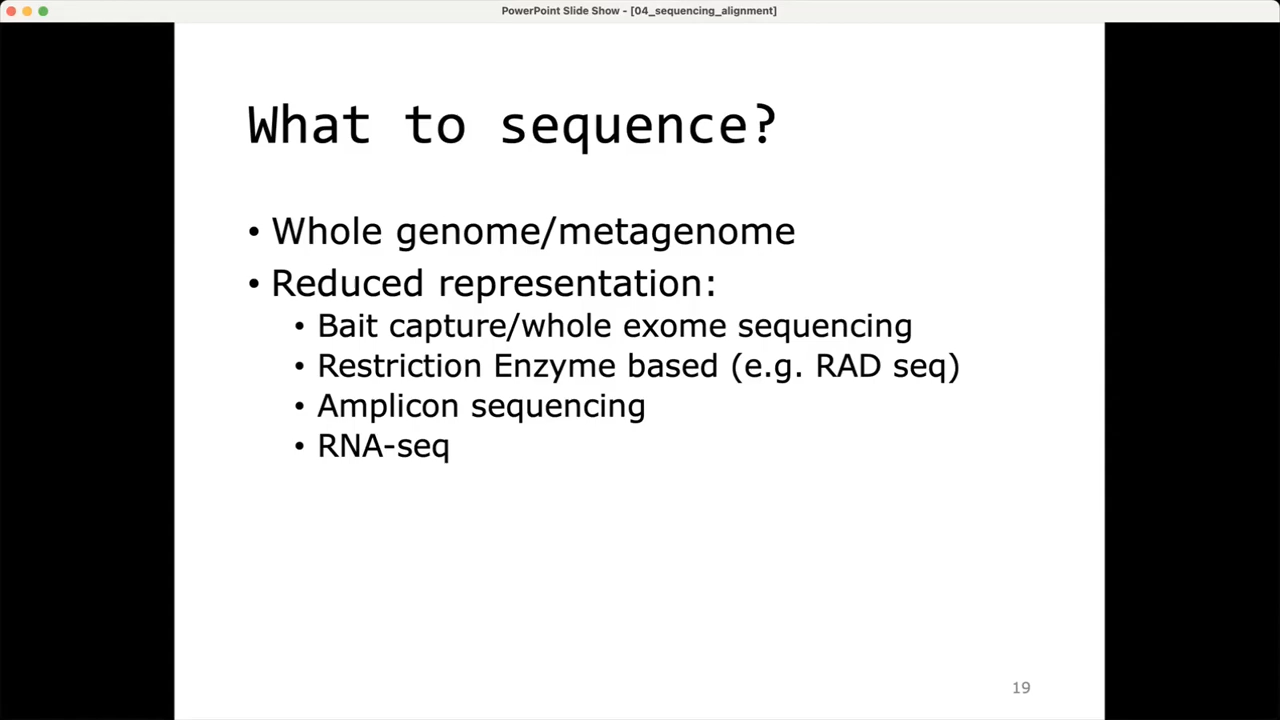 PowerPoint Slide Show - [04_sequencing_alignment]
What to sequence?
• Whole genome/metagenome
• Reduced representation:
• Bait capture/whole exome sequencing
• Restriction Enzyme based (e.g. RAD seq)
• Amplicon sequencing
• RNA-seq
19